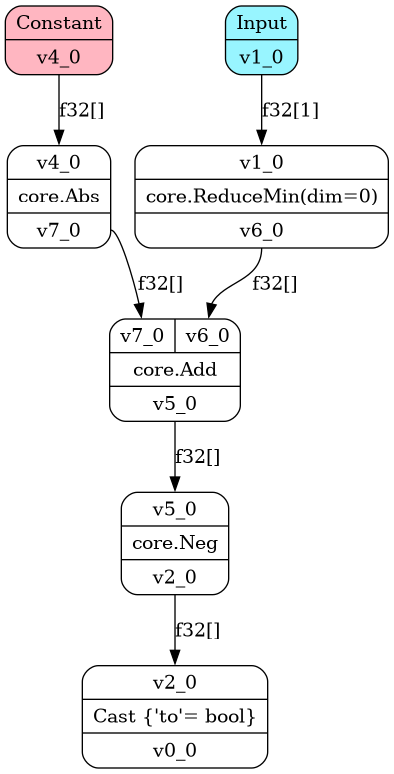 Constant
v4_0
Input
v1_0
f32[]
f32[1]
v4_0
core.Abs
v7_0
v1_0
core.ReduceMin(dim=0)
v6_0
f32[]
f32[]
v7_0 v6_0
core.Add
v5_0
f32[]
v5_0
core.Neg
v2_0
f32[]
v2_0
Cast {'to'= bool}
v0_0